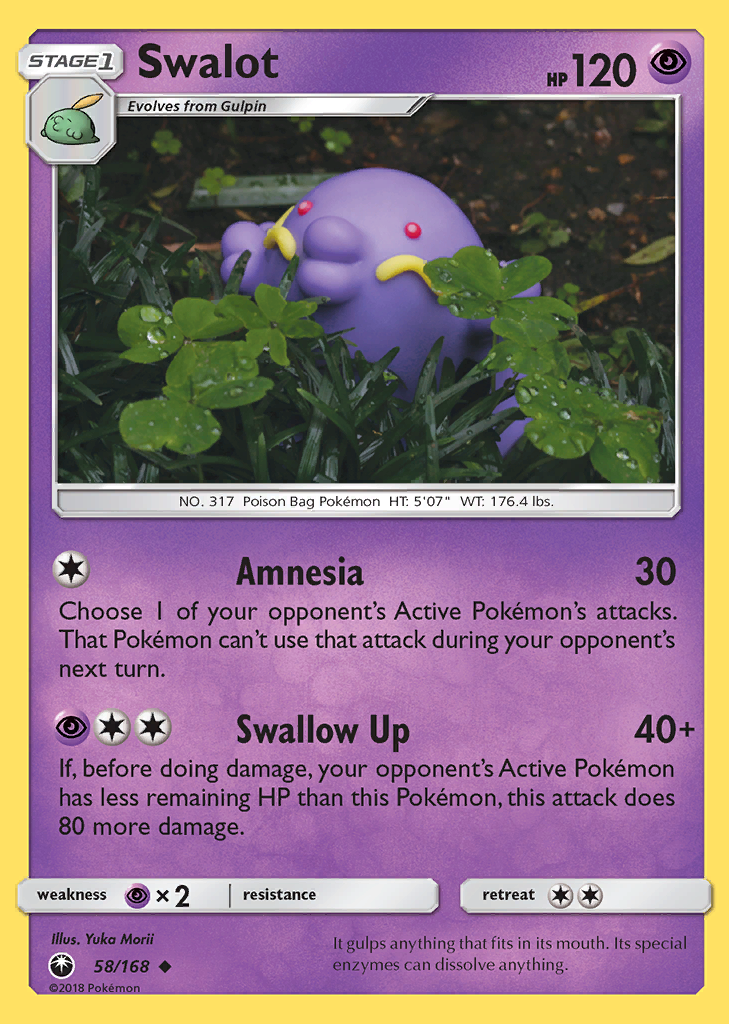 STAGE1
Swalot
HP 120
Evolves from Gulpin
NO. 317 Poison Bag Pokémon HT: 5'07" WT: 176.4 lbs.
Amnesia 30
Choose 1 of your opponent's Active Pokémon's attacks.
That Pokémon can't use that attack during your opponent's
next turn.
Swallow Up 40+
If, before doing damage, your opponent's Active Pokémon
has less remaining HP than this Pokémon, this attack does
80 more damage.
weakness ×2 resistance retreat
Illus. Yuka Morii
58/168
©2018 Pokémon
It gulps anything that fits in its mouth. Its special
enzymes can dissolve anything.